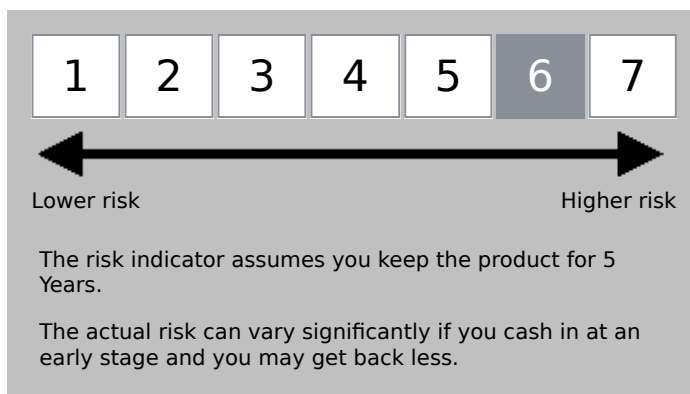 1 2 3 4 5 6 7
Lower risk Higher risk
The risk indicator assumes you keep the product for 5
Years.
The actual risk can vary significantly if you cash in at an
early stage and you may get back less.